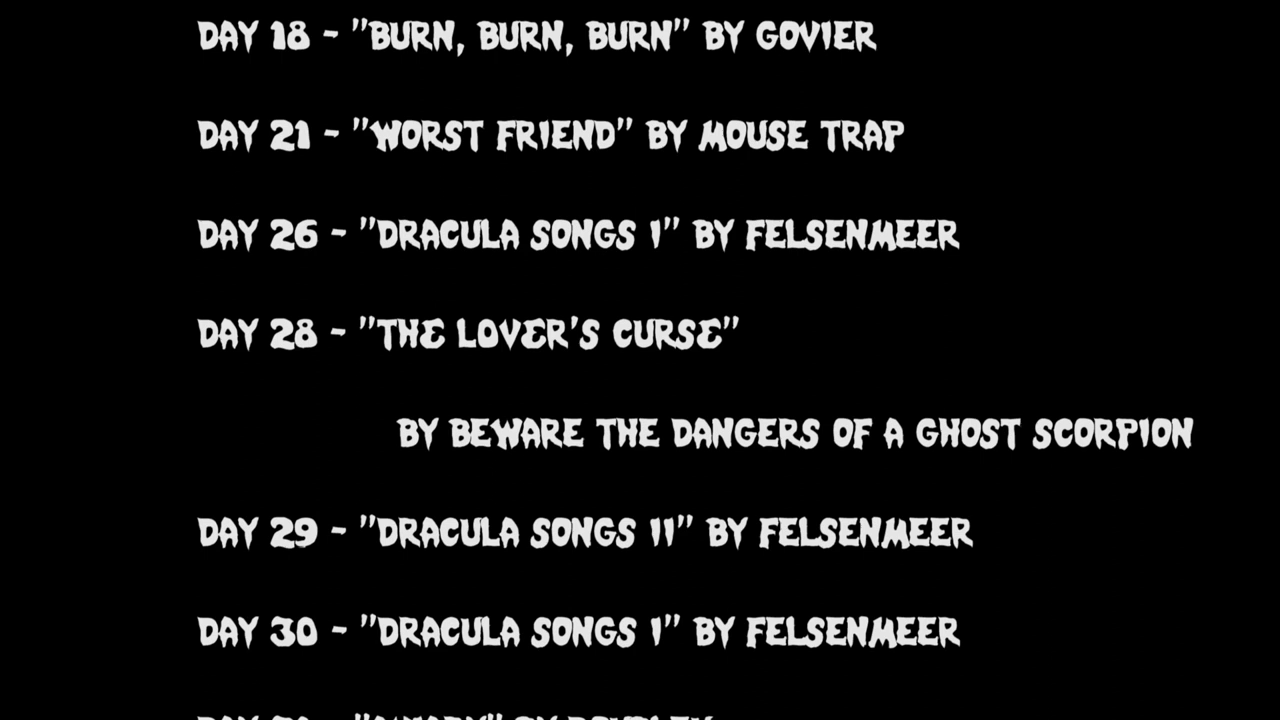 DAY 18 - "BURN, BURN, BURN" BY GOVIER
DAY 21 - "WORST FRIEND" BY MOUSE TRAP
DAY 26 - "DRACULA SONGS I" BY FELSENMEER
DAY 28 - "THE LOVER'S CURSE"
BY BEWARE THE DANGERS OF A GHOST SCORPION
DAY 29 - "DRACULA SONGS II" BY FELSENMEER
DAY 30 - "DRACULA SONGS I" BY FELSENMEER
DAY